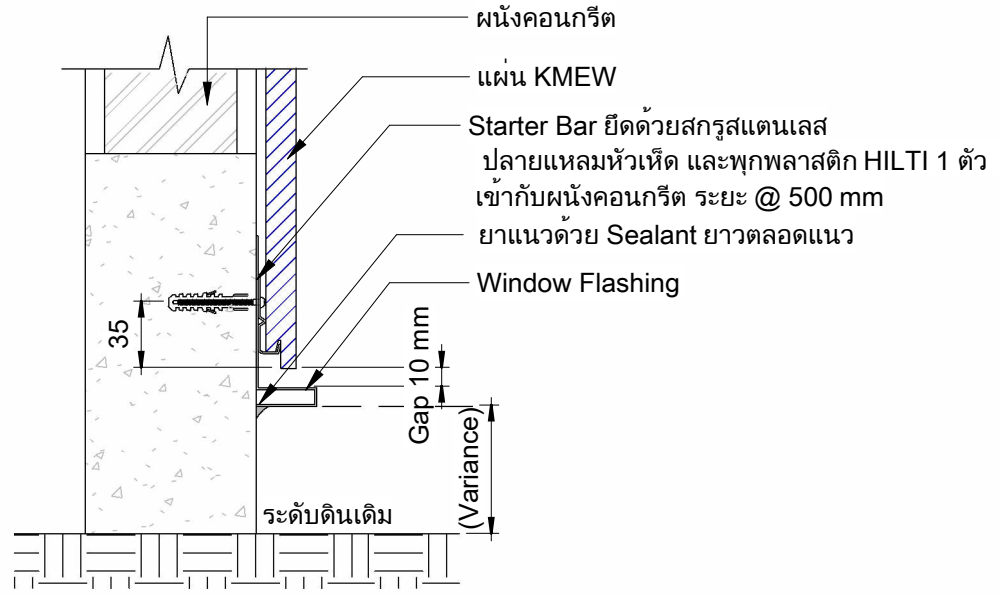 ผนังคอนกรีต
แผ่น KMEW
Starter Bar ยึดด้วยสกรูสแตนเลส
ปลายแหลมหัวเห็ด และพุกพลาสติก HILTI 1 ตัว
เข้ากับผนังคอนกรีต ระยะ @ 500 mm
ยาแนวด้วย Sealant ยาวตลอดแนว
Window Flashing
35
Gap 10 mm
(Variance)
ระดับดินเดิม